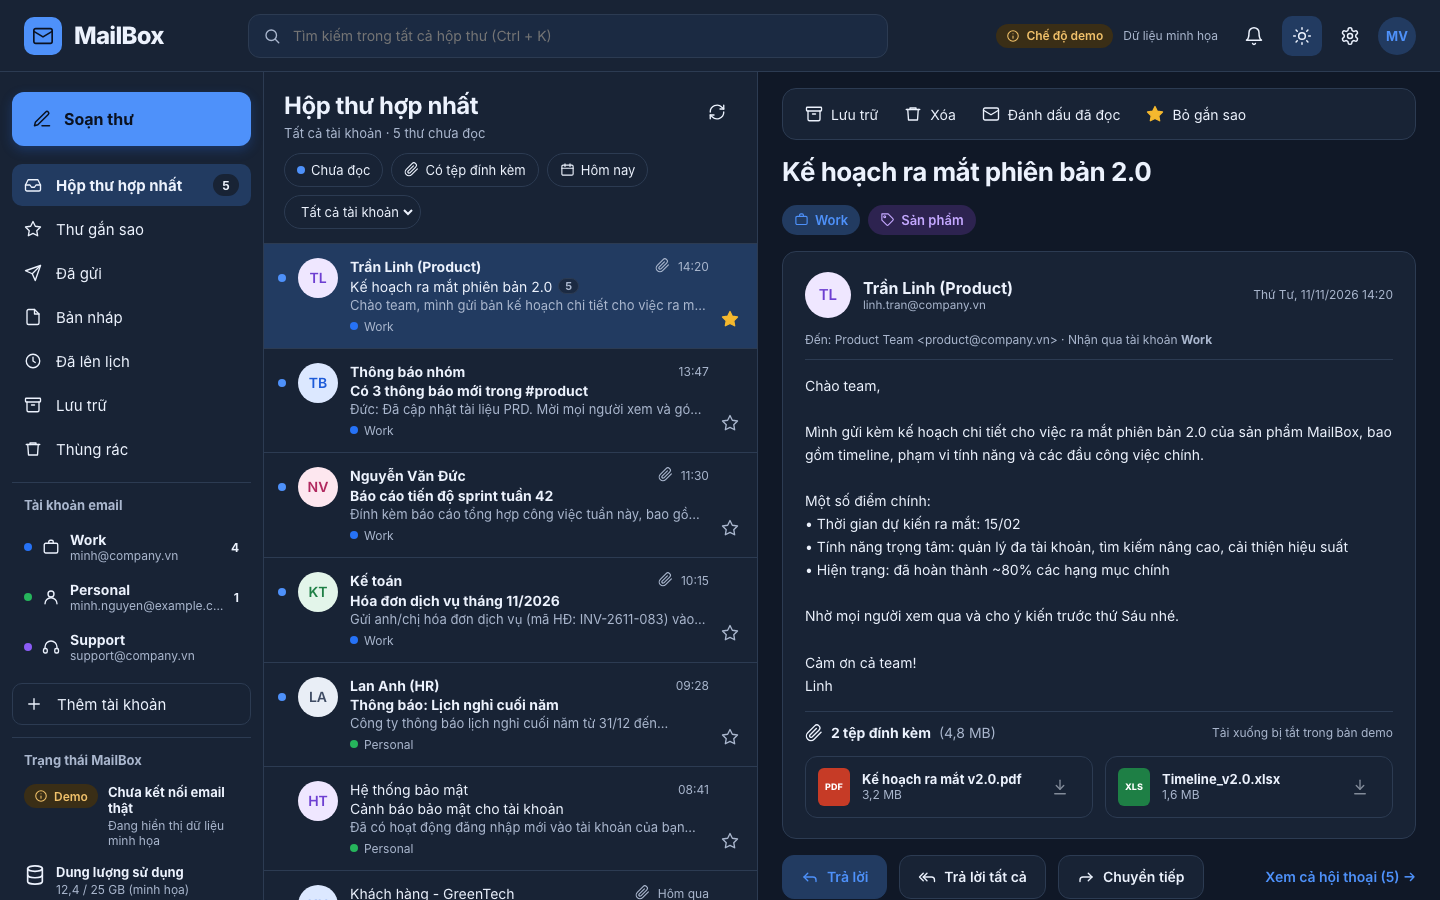 MailBox
Tìm kiếm trong tất cả hộp thư (Ctrl + K)
Chế độ demo
Dữ liệu minh họa
MV
Soạn thư
Hộp thư hợp nhất
5
Thư gắn sao
Đã gửi
Bản nháp
Đã lên lịch
Lưu trữ
Thùng rác
Tài khoản email
Work
minh@company.vn
4
Personal
minh.nguyen@example.c...
1
Support
support@company.vn
Thêm tài khoản
Trạng thái MailBox
Demo
Chưa kết nối email thật
Đang hiển thị dữ liệu minh họa
Dung lượng sử dụng
12,4 / 25 GB (minh họa)
Hộp thư hợp nhất
Tất cả tài khoản · 5 thư chưa đọc
Chưa đọc
Có tệp đính kèm
Hôm nay
Tất cả tài khoản
TL
Trần Linh (Product)
14:20
Kế hoạch ra mắt phiên bản 2.0 5
Chào team, mình gửi bản kế hoạch chi tiết cho việc ra m...
Work
TB
Thông báo nhóm
13:47
Có 3 thông báo mới trong #product
Đức: Đã cập nhật tài liệu PRD. Mời mọi người xem và gó...
Work
NV
Nguyễn Văn Đức
11:30
Báo cáo tiến độ sprint tuần 42
Đính kèm báo cáo tổng hợp công việc tuần này, bao gồ...
Work
KT
Kế toán
10:15
Hóa đơn dịch vụ tháng 11/2026
Gửi anh/chị hóa đơn dịch vụ (mã HĐ: INV-2611-083) vào...
Work
LA
Lan Anh (HR)
09:28
Thông báo: Lịch nghỉ cuối năm
Công ty thông báo lịch nghỉ cuối năm từ 31/12 đến...
Personal
HT
Hệ thống bảo mật
08:41
Cảnh báo bảo mật cho tài khoản
Đã có hoạt động đăng nhập mới vào tài khoản của bạn...
Personal
Khách hàng - GreenTech
Hôm qua
Lưu trữ
Xóa
Đánh dấu đã đọc
Bỏ gắn sao
Kế hoạch ra mắt phiên bản 2.0
Work
Sản phẩm
TL
Trần Linh (Product)
linh.tran@company.vn
Thứ Tư, 11/11/2026 14:20
Đến: Product Team <product@company.vn> · Nhận qua tài khoản Work
Chào team,
Mình gửi kèm kế hoạch chi tiết cho việc ra mắt phiên bản 2.0 của sản phẩm MailBox, bao
gồm timeline, phạm vi tính năng và các đầu công việc chính.
Một số điểm chính:
• Thời gian dự kiến ra mắt: 15/02
• Tính năng trọng tâm: quản lý đa tài khoản, tìm kiếm nâng cao, cải thiện hiệu suất
• Hiện trạng: đã hoàn thành ~80% các hạng mục chính
Nhờ mọi người xem qua và cho ý kiến trước thứ Sáu nhé.
Cảm ơn cả team!
Linh
2 tệp đính kèm (4,8 MB)
Tải xuống bị tắt trong bản demo
PDF
Kế hoạch ra mắt v2.0.pdf
3,2 MB
XLS
Timeline_v2.0.xlsx
1,6 MB
Trả lời
Trả lời tất cả
Chuyển tiếp
Xem cả hội thoại (5) →